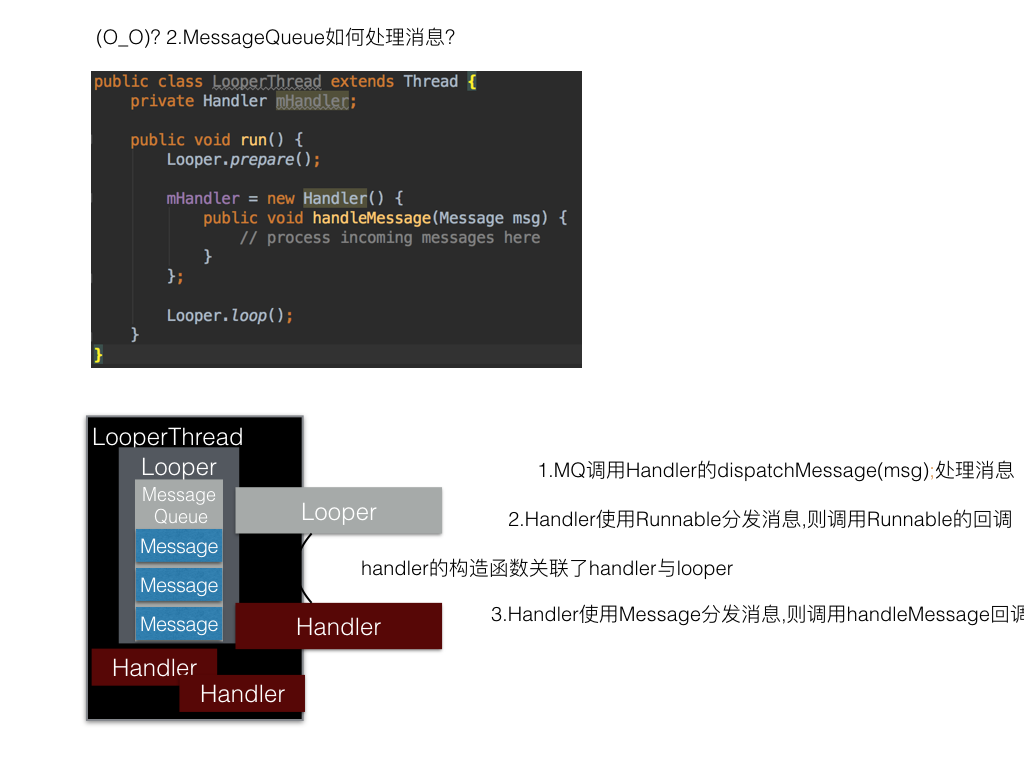 (O_O)? 2.MessageQueue如何处理消息?
public class LooperThread extends Thread {
private Handler mHandler;
public void run() {
Looper.prepare();
mHandler = new Handler() {
public void handleMessage(Message msg) {
// process incoming messages here
}
};
Looper.loop();
}
}
LooperThread
Looper
Message
Queue
Message
Message
Message
Handler
Handler
Looper
Handler
1.MQ调用Handler的dispatchMessage(msg);处理消息
2.Handler使用Runnable分发消息,则调用Runnable的回调
handler的构造函数关联了handler与looper
3.Handler使用Message分发消息,则调用handleMessage回调